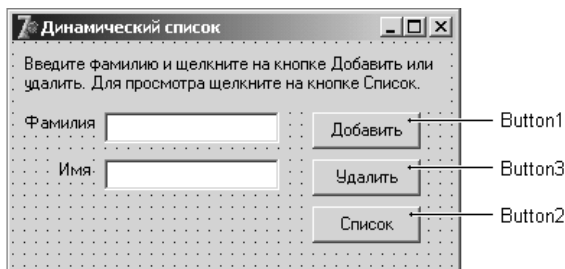 Динамический список
Введите фамилию и щелкните на кнопке Добавить или
удалить. Для просмотра щелкните на кнопке Список.
Фамилия
Добавить
Button1
Имя
Удалить
Button3
Список
Button2